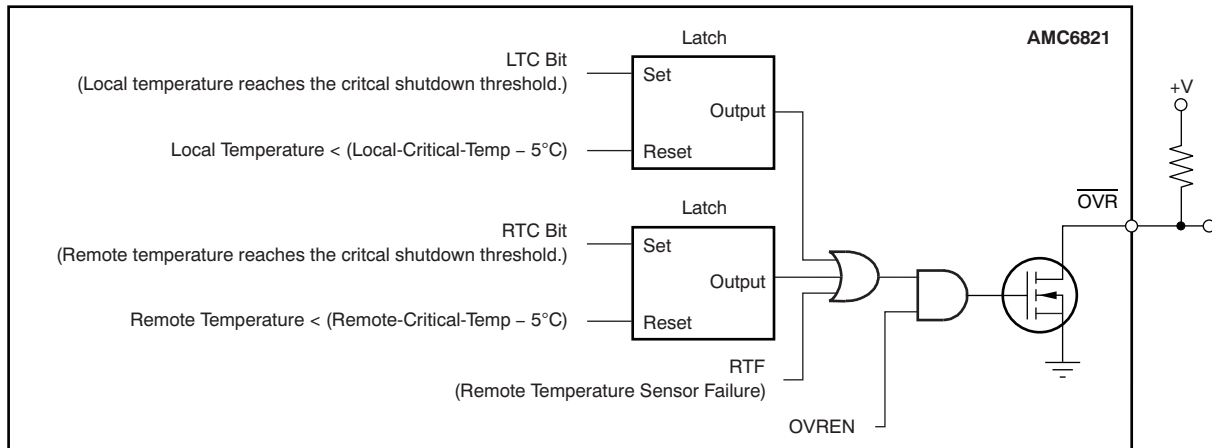 AMC6821
Latch
LTC Bit
(Local temperature reaches the critcal shutdown threshold.)
Set
Output
Local Temperature < (Local-Critical-Temp − 5°C)
Reset
+V
OVR
Latch
RTC Bit
(Remote temperature reaches the critcal shutdown threshold.)
Set
Output
Remote Temperature < (Remote-Critical-Temp − 5°C)
Reset
RTF
(Remote Temperature Sensor Failure)
OVREN